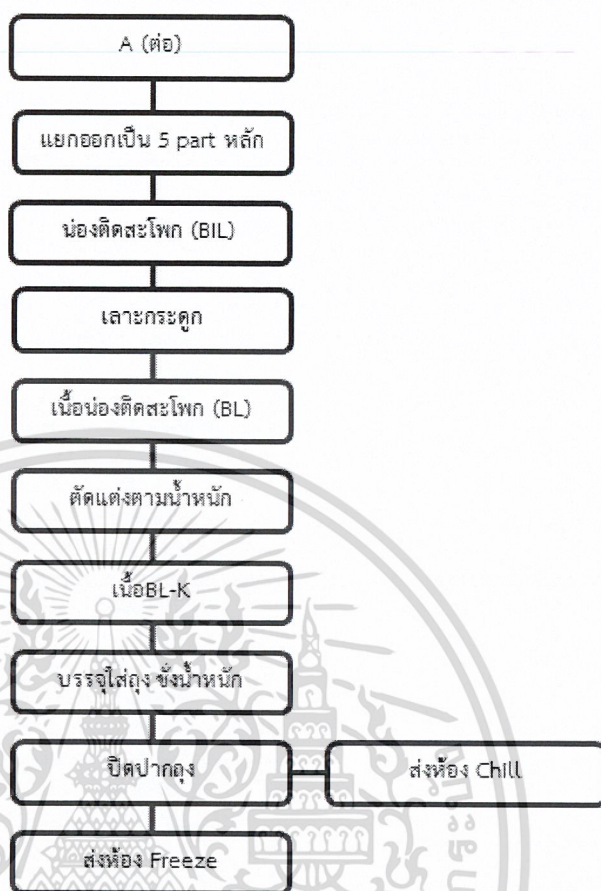 A (ต่อ)
แยกออกเป็น 5 part หลัก
น่องติดสะโพก (BIL)
เลาะกระดูก
เนื้อน่องติดสะโพก (BL)
ตัดแต่งตามน้ำหนัก
เนื้อBL-K
บรรจุใส่ถุง ชั่งน้ำหนัก
ปิดปากถุง
ส่งห้อง Chill
ส่งห้อง Freeze